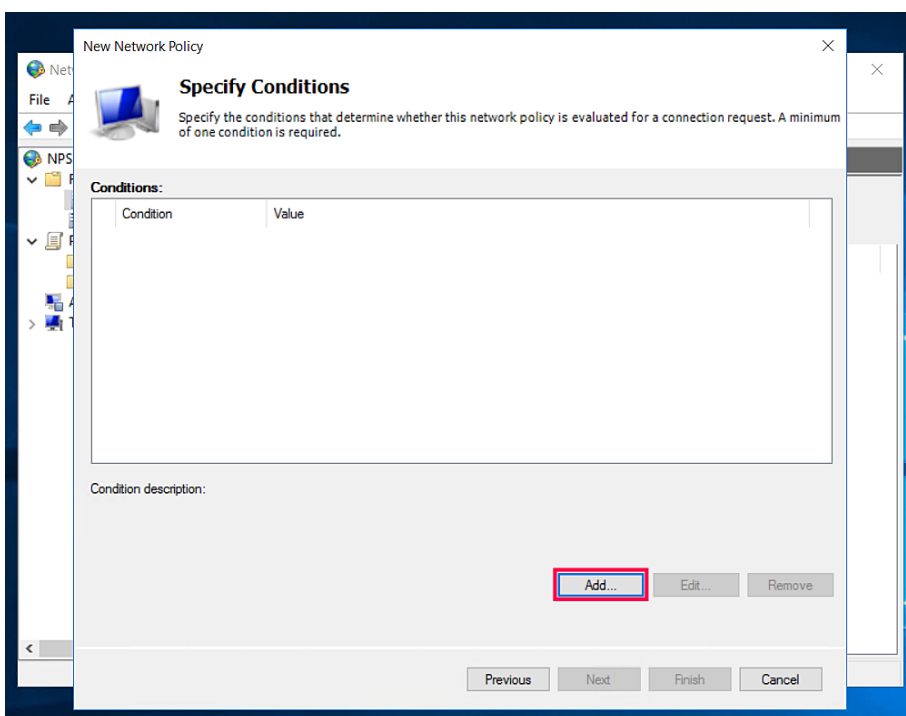 New Network Policy
Net
File
NPS
Specify Conditions
Specify the conditions that determine whether this network policy is evaluated for a connection request. A minimum
of one condition is required.
Conditions:
Condition Value
Condition description:
Add... Edit... Remove
Previous Next Finish Cancel